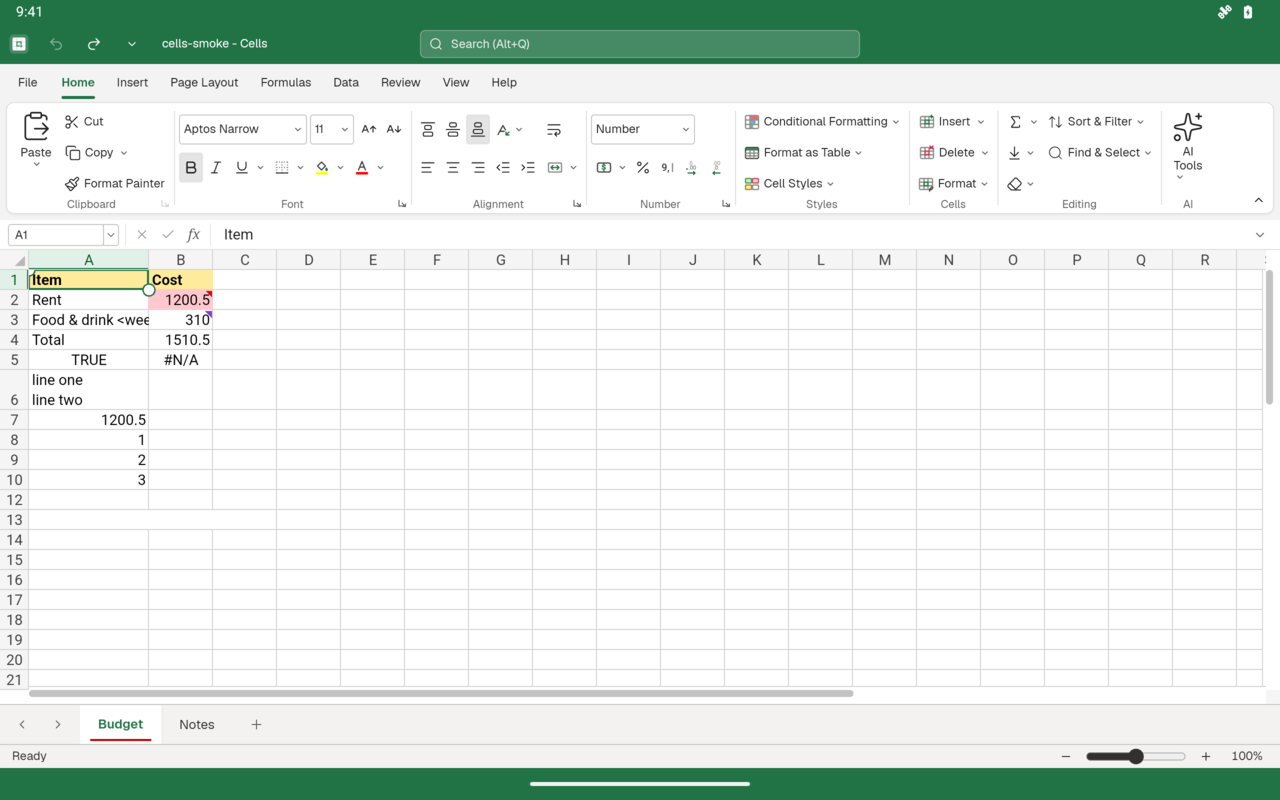 9:41
cells-smoke - Cells
Search (Alt+Q)
File Home Insert Page Layout Formulas Data Review View Help
Paste
Cut
Copy
Format Painter
Clipboard
Aptos Narrow 11
Font
Alignment
Number
Number
Conditional Formatting
Format as Table
Cell Styles
Styles
Insert
Delete
Format
Cells
Sort & Filter
Find & Select
Editing
AI Tools
AI
A1 fx Item
A B C D E F G H I J K L M N O P Q R
1 Item Cost
2 Rent 1200.5
3 Food & drink <wee 310
4 Total 1510.5
5 TRUE #N/A
line one
6 line two
7 1200.5
8 1
9 2
10 3
12
13
14
15
16
17
18
19
20
21
Budget Notes
Ready 100%